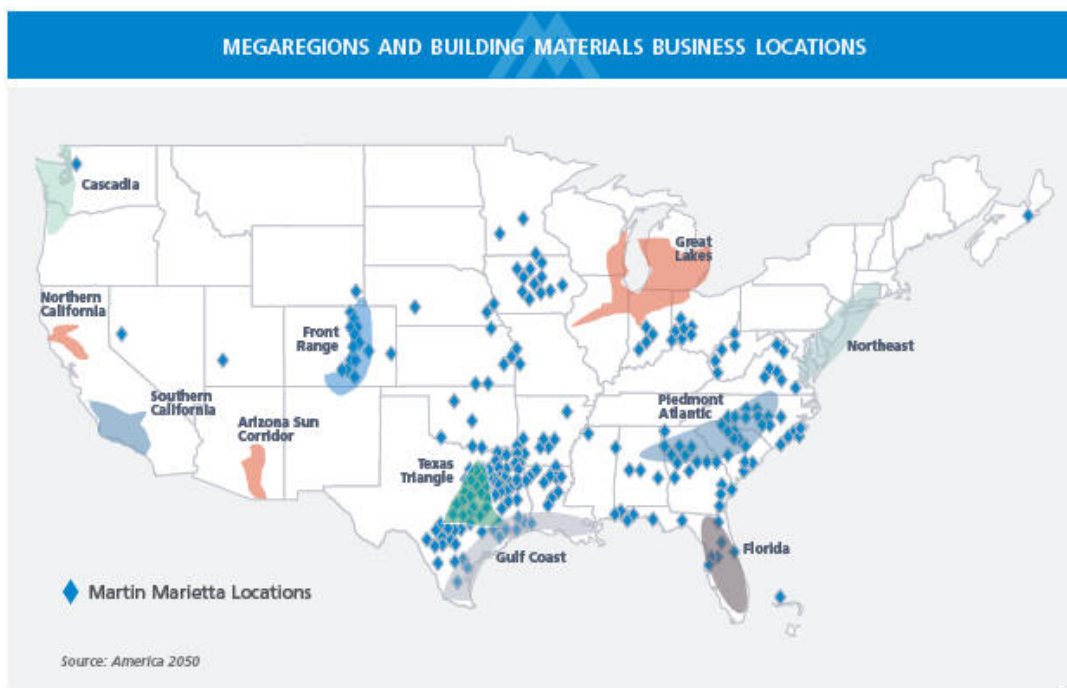 MEGAREGIONS AND BUILDING MATERIALS BUSINESS LOCATIONS
Cascadia
Great
Lakes
Northern
California
Front
Range
Northeast
Southern
California
Piedmont
Atlantic
Arizona Sun
Corridor
Texas
Triangle
Gulf Coast
Florida
Martin Marietta Locations
Source: America 2050